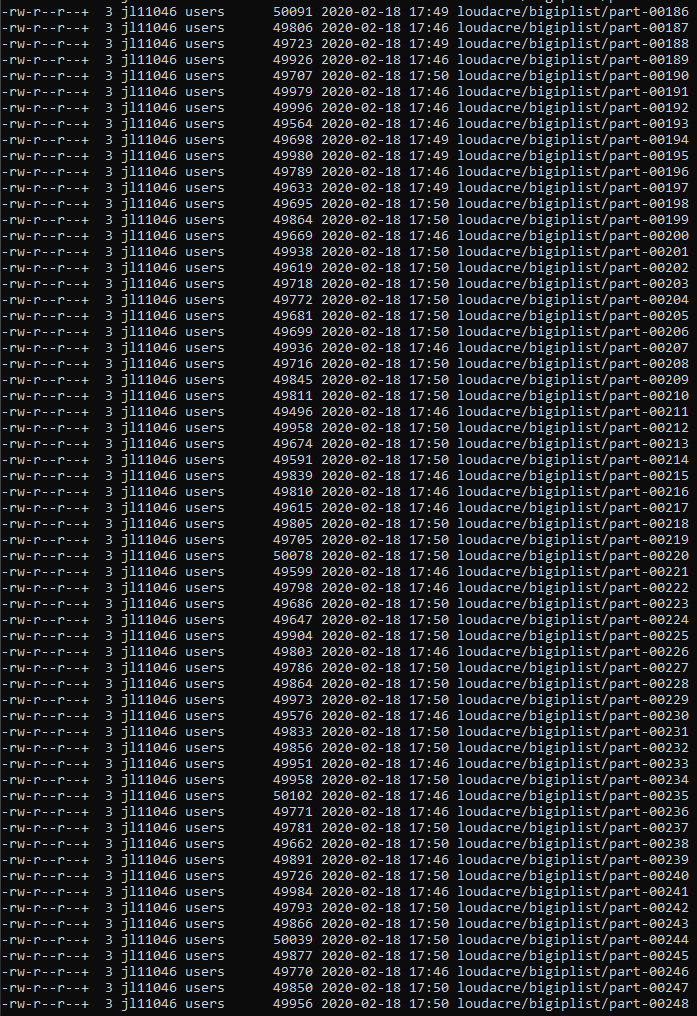 -rw-r--r--+  3 jl11046 users      50091 2020-02-18 17:49 loudacre/bigiplist/part-00186
-rw-r--r--+  3 jl11046 users      49806 2020-02-18 17:46 loudacre/bigiplist/part-00187
-rw-r--r--+  3 jl11046 users      49723 2020-02-18 17:49 loudacre/bigiplist/part-00188
-rw-r--r--+  3 jl11046 users      49926 2020-02-18 17:46 loudacre/bigiplist/part-00189
-rw-r--r--+  3 jl11046 users      49707 2020-02-18 17:50 loudacre/bigiplist/part-00190
-rw-r--r--+  3 jl11046 users      49979 2020-02-18 17:46 loudacre/bigiplist/part-00191
-rw-r--r--+  3 jl11046 users      49996 2020-02-18 17:46 loudacre/bigiplist/part-00192
-rw-r--r--+  3 jl11046 users      49564 2020-02-18 17:46 loudacre/bigiplist/part-00193
-rw-r--r--+  3 jl11046 users      49698 2020-02-18 17:49 loudacre/bigiplist/part-00194
-rw-r--r--+  3 jl11046 users      49980 2020-02-18 17:49 loudacre/bigiplist/part-00195
-rw-r--r--+  3 jl11046 users      49789 2020-02-18 17:46 loudacre/bigiplist/part-00196
-rw-r--r--+  3 jl11046 users      49633 2020-02-18 17:49 loudacre/bigiplist/part-00197
-rw-r--r--+  3 jl11046 users      49695 2020-02-18 17:50 loudacre/bigiplist/part-00198
-rw-r--r--+  3 jl11046 users      49864 2020-02-18 17:50 loudacre/bigiplist/part-00199
-rw-r--r--+  3 jl11046 users      49669 2020-02-18 17:46 loudacre/bigiplist/part-00200
-rw-r--r--+  3 jl11046 users      49938 2020-02-18 17:50 loudacre/bigiplist/part-00201
-rw-r--r--+  3 jl11046 users      49619 2020-02-18 17:50 loudacre/bigiplist/part-00202
-rw-r--r--+  3 jl11046 users      49718 2020-02-18 17:50 loudacre/bigiplist/part-00203
-rw-r--r--+  3 jl11046 users      49772 2020-02-18 17:50 loudacre/bigiplist/part-00204
-rw-r--r--+  3 jl11046 users      49681 2020-02-18 17:50 loudacre/bigiplist/part-00205
-rw-r--r--+  3 jl11046 users      49699 2020-02-18 17:50 loudacre/bigiplist/part-00206
-rw-r--r--+  3 jl11046 users      49936 2020-02-18 17:46 loudacre/bigiplist/part-00207
-rw-r--r--+  3 jl11046 users      49716 2020-02-18 17:50 loudacre/bigiplist/part-00208
-rw-r--r--+  3 jl11046 users      49845 2020-02-18 17:50 loudacre/bigiplist/part-00209
-rw-r--r--+  3 jl11046 users      49811 2020-02-18 17:50 loudacre/bigiplist/part-00210
-rw-r--r--+  3 jl11046 users      49496 2020-02-18 17:46 loudacre/bigiplist/part-00211
-rw-r--r--+  3 jl11046 users      49958 2020-02-18 17:50 loudacre/bigiplist/part-00212
-rw-r--r--+  3 jl11046 users      49674 2020-02-18 17:50 loudacre/bigiplist/part-00213
-rw-r--r--+  3 jl11046 users      49591 2020-02-18 17:50 loudacre/bigiplist/part-00214
-rw-r--r--+  3 jl11046 users      49839 2020-02-18 17:46 loudacre/bigiplist/part-00215
-rw-r--r--+  3 jl11046 users      49810 2020-02-18 17:46 loudacre/bigiplist/part-00216
-rw-r--r--+  3 jl11046 users      49615 2020-02-18 17:46 loudacre/bigiplist/part-00217
-rw-r--r--+  3 jl11046 users      49805 2020-02-18 17:50 loudacre/bigiplist/part-00218
-rw-r--r--+  3 jl11046 users      49705 2020-02-18 17:50 loudacre/bigiplist/part-00219
-rw-r--r--+  3 jl11046 users      50078 2020-02-18 17:50 loudacre/bigiplist/part-00220
-rw-r--r--+  3 jl11046 users      49599 2020-02-18 17:46 loudacre/bigiplist/part-00221
-rw-r--r--+  3 jl11046 users      49798 2020-02-18 17:46 loudacre/bigiplist/part-00222
-rw-r--r--+  3 jl11046 users      49686 2020-02-18 17:50 loudacre/bigiplist/part-00223
-rw-r--r--+  3 jl11046 users      49647 2020-02-18 17:50 loudacre/bigiplist/part-00224
-rw-r--r--+  3 jl11046 users      49904 2020-02-18 17:50 loudacre/bigiplist/part-00225
-rw-r--r--+  3 jl11046 users      49803 2020-02-18 17:46 loudacre/bigiplist/part-00226
-rw-r--r--+  3 jl11046 users      49786 2020-02-18 17:50 loudacre/bigiplist/part-00227
-rw-r--r--+  3 jl11046 users      49864 2020-02-18 17:50 loudacre/bigiplist/part-00228
-rw-r--r--+  3 jl11046 users      49973 2020-02-18 17:50 loudacre/bigiplist/part-00229
-rw-r--r--+  3 jl11046 users      49576 2020-02-18 17:46 loudacre/bigiplist/part-00230
-rw-r--r--+  3 jl11046 users      49833 2020-02-18 17:50 loudacre/bigiplist/part-00231
-rw-r--r--+  3 jl11046 users      49856 2020-02-18 17:50 loudacre/bigiplist/part-00232
-rw-r--r--+  3 jl11046 users      49951 2020-02-18 17:46 loudacre/bigiplist/part-00233
-rw-r--r--+  3 jl11046 users      49958 2020-02-18 17:50 loudacre/bigiplist/part-00234
-rw-r--r--+  3 jl11046 users      50102 2020-02-18 17:46 loudacre/bigiplist/part-00235
-rw-r--r--+  3 jl11046 users      49771 2020-02-18 17:46 loudacre/bigiplist/part-00236
-rw-r--r--+  3 jl11046 users      49781 2020-02-18 17:50 loudacre/bigiplist/part-00237
-rw-r--r--+  3 jl11046 users      49662 2020-02-18 17:50 loudacre/bigiplist/part-00238
-rw-r--r--+  3 jl11046 users      49891 2020-02-18 17:46 loudacre/bigiplist/part-00239
-rw-r--r--+  3 jl11046 users      49726 2020-02-18 17:50 loudacre/bigiplist/part-00240
-rw-r--r--+  3 jl11046 users      49984 2020-02-18 17:46 loudacre/bigiplist/part-00241
-rw-r--r--+  3 jl11046 users      49793 2020-02-18 17:50 loudacre/bigiplist/part-00242
-rw-r--r--+  3 jl11046 users      49866 2020-02-18 17:50 loudacre/bigiplist/part-00243
-rw-r--r--+  3 jl11046 users      50039 2020-02-18 17:50 loudacre/bigiplist/part-00244
-rw-r--r--+  3 jl11046 users      49877 2020-02-18 17:50 loudacre/bigiplist/part-00245
-rw-r--r--+  3 jl11046 users      49770 2020-02-18 17:46 loudacre/bigiplist/part-00246
-rw-r--r--+  3 jl11046 users      49850 2020-02-18 17:50 loudacre/bigiplist/part-00247
-rw-r--r--+  3 jl11046 users      49956 2020-02-18 17:50 loudacre/bigiplist/part-00248